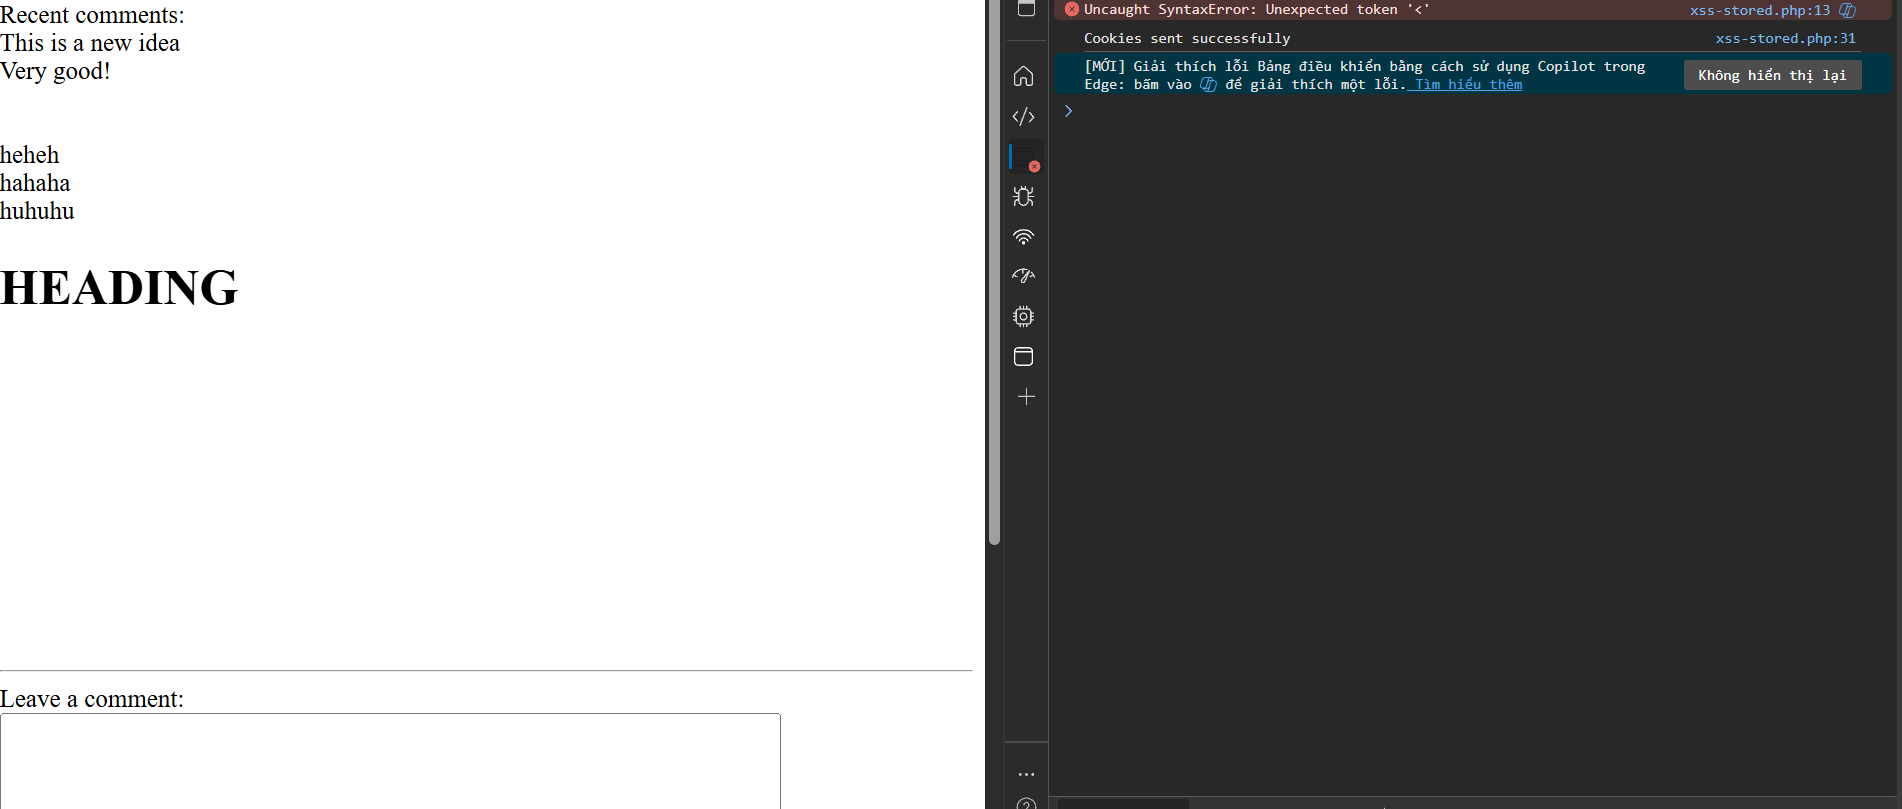 Recent comments:
This is a new idea
Very good!
heheh
hahaha
huhuhu
HEADING
Leave a comment:
Uncaught SyntaxError: Unexpected token '<' xss-stored.php:13
Cookies sent successfully xss-stored.php:31
[MỚI] Giải thích lỗi Bảng điều khiển bằng cách sử dụng Copilot trong
Edge: bấm vào để giải thích một lỗi. Tìm hiểu thêm
Không hiển thị lại